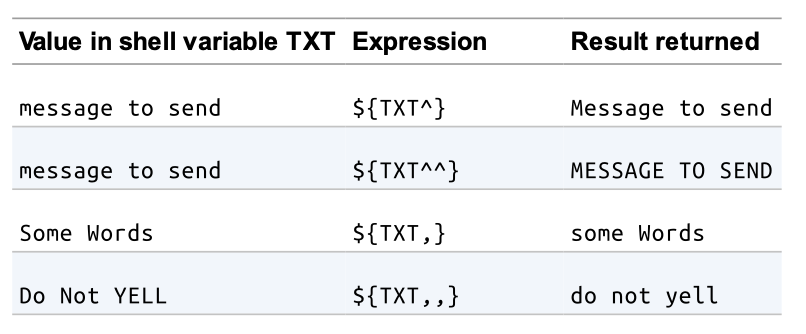 Value in shell variable TXT Expression Result returned
message to send ${TXT^} Message to send
message to send ${TXT^^} MESSAGE TO SEND
Some Words ${TXT,} some Words
Do Not YELL ${TXT,,} do not yell